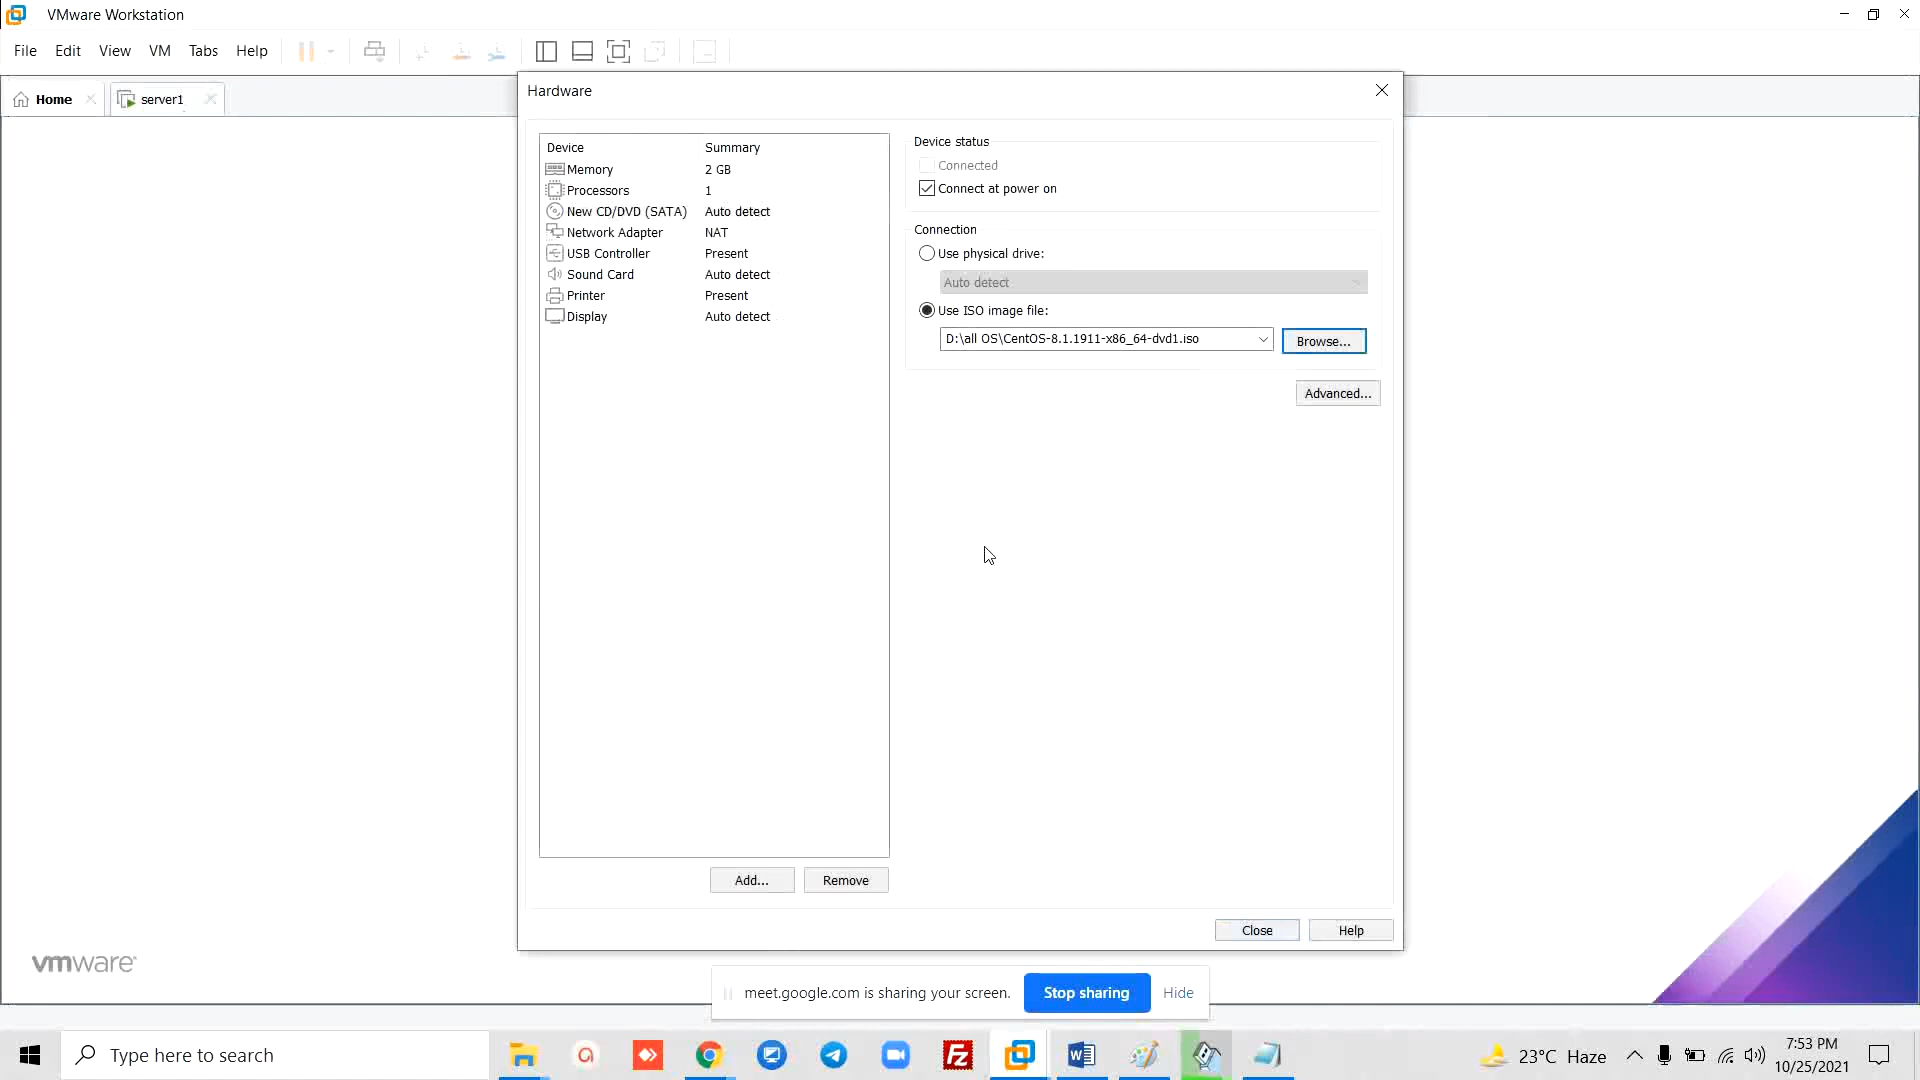 VMware Workstation
File Edit View VM Tabs Help
Home server1
Hardware
Device Summary
Memory 2 GB
Processors 1
New CD/DVD (SATA) Auto detect
Network Adapter NAT
USB Controller Present
Sound Card Auto detect
Printer Present
Display Auto detect
Add... Remove
Device status
Connected
Connect at power on
Connection
Use physical drive:
Auto detect
Use ISO image file:
D:\all OS\CentOS-8.1.1911-x86_64-dvd1.iso Browse...
Advanced...
Close Help
vmware
meet.google.com is sharing your screen. Stop sharing Hide
Type here to search
23°C Haze
7:53 PM
10/25/2021